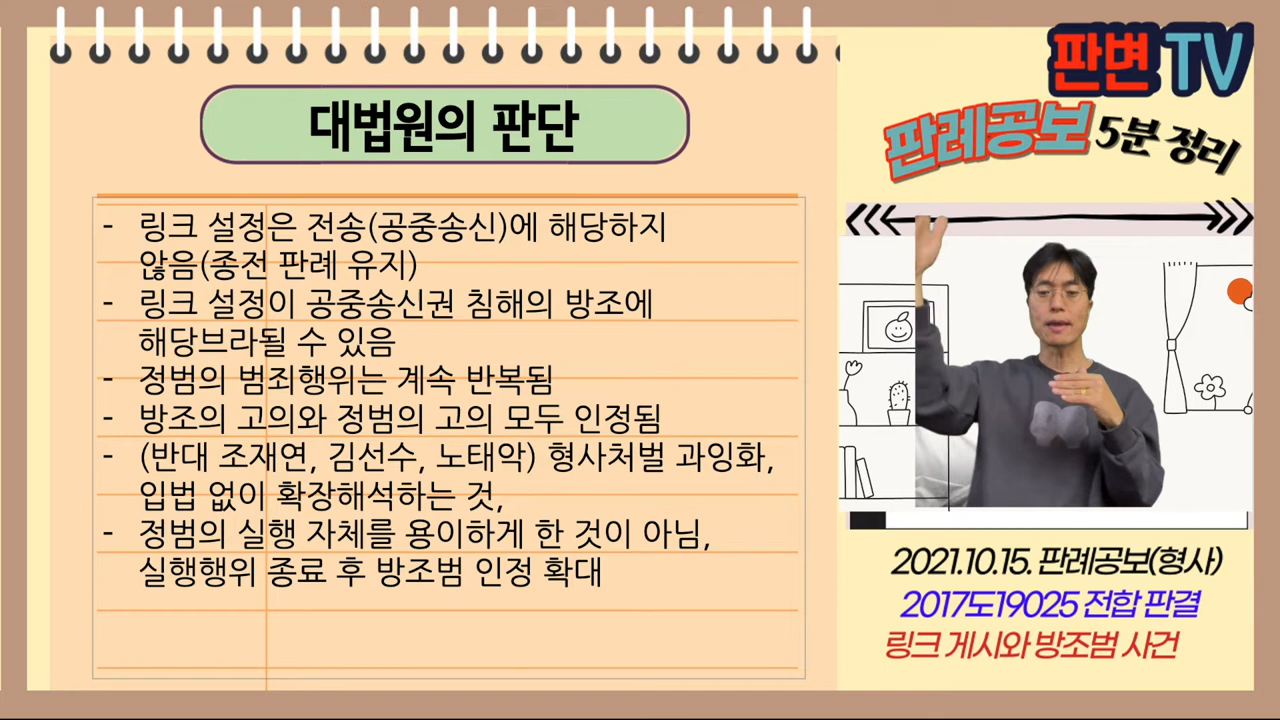 대법원의 판단
- 링크 설정은 전송(공중송신)에 해당하지
않음(종전 판례 유지)
- 링크 설정이 공중송신권 침해의 방조에
해당브라될 수 있음
- 정범의 범죄행위는 계속 반복됨
- 방조의 고의와 정범의 고의 모두 인정됨
- (반대 조재연, 김선수, 노태악) 형사처벌 과잉화,
입법 없이 확장해석하는 것,
- 정범의 실행 자체를 용이하게 한 것이 아님,
실행행위 종료 후 방조범 인정 확대
판변 TV
판례공보 5분 정리
2021.10.15. 판례공보(형사)
2017도19025 전합 판결
링크 게시와 방조범 사건